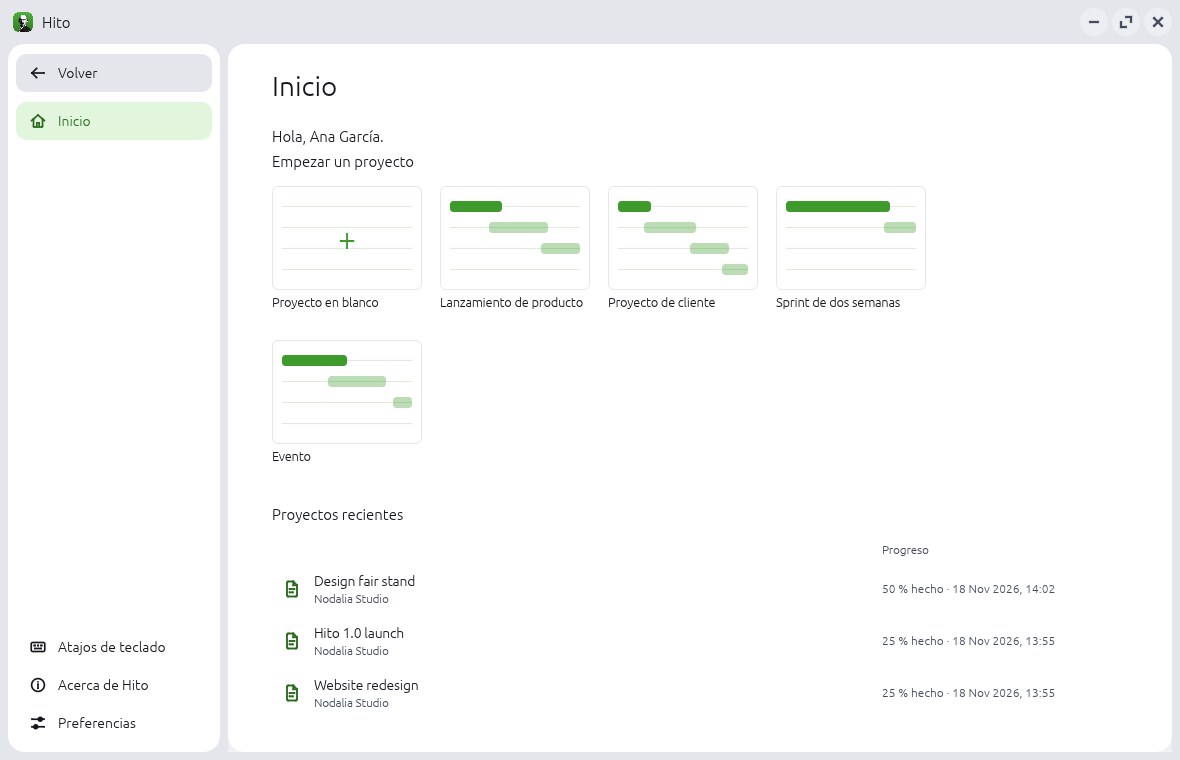 Hito
Volver
Inicio
Atajos de teclado
Acerca de Hito
Preferencias
Inicio
Hola, Ana García.
Empezar un proyecto
Proyecto en blanco
Lanzamiento de producto
Proyecto de cliente
Sprint de dos semanas
Evento
Proyectos recientes
Progreso
Design fair stand
Nodalia Studio
50 % hecho · 18 Nov 2026, 14:02
Hito 1.0 launch
Nodalia Studio
25 % hecho · 18 Nov 2026, 13:55
Website redesign
Nodalia Studio
25 % hecho · 18 Nov 2026, 13:55